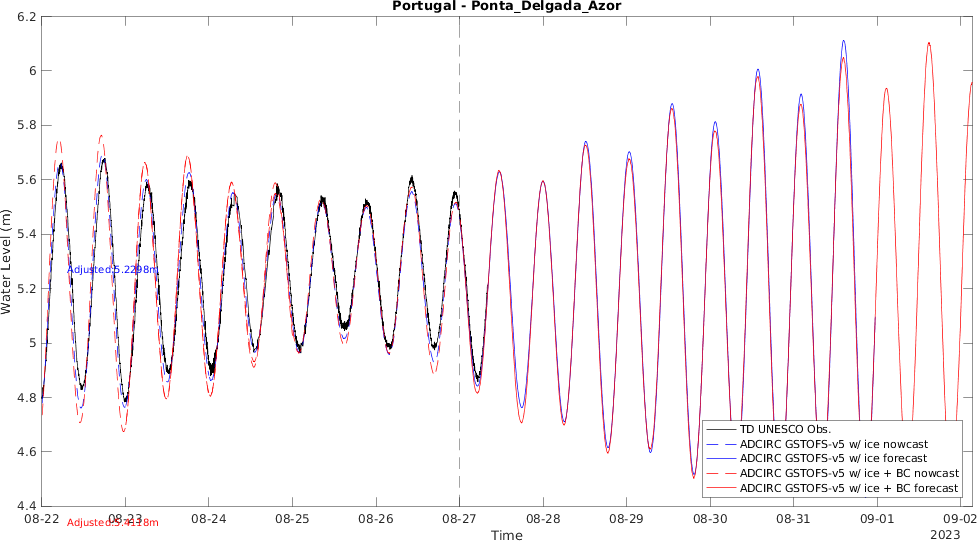 Portugal - Ponta_Delgada_Azor
6.2
6
5.8
5.6
5.4
5.2
5
4.8
4.6
4.4
Water Level (m)
Adjusted:5.2298m
TD UNESCO Obs.
ADCIRC GSTOFS-v5 w/ ice nowcast
ADCIRC GSTOFS-v5 w/ ice forecast
ADCIRC GSTOFS-v5 w/ ice + BC nowcast
ADCIRC GSTOFS-v5 w/ ice + BC forecast
08-22 08-23 08-24 08-25 08-26 08-27 08-28 08-29 08-30 08-31 09-01 09-02
Adjusted:5.4118m
Time
2023